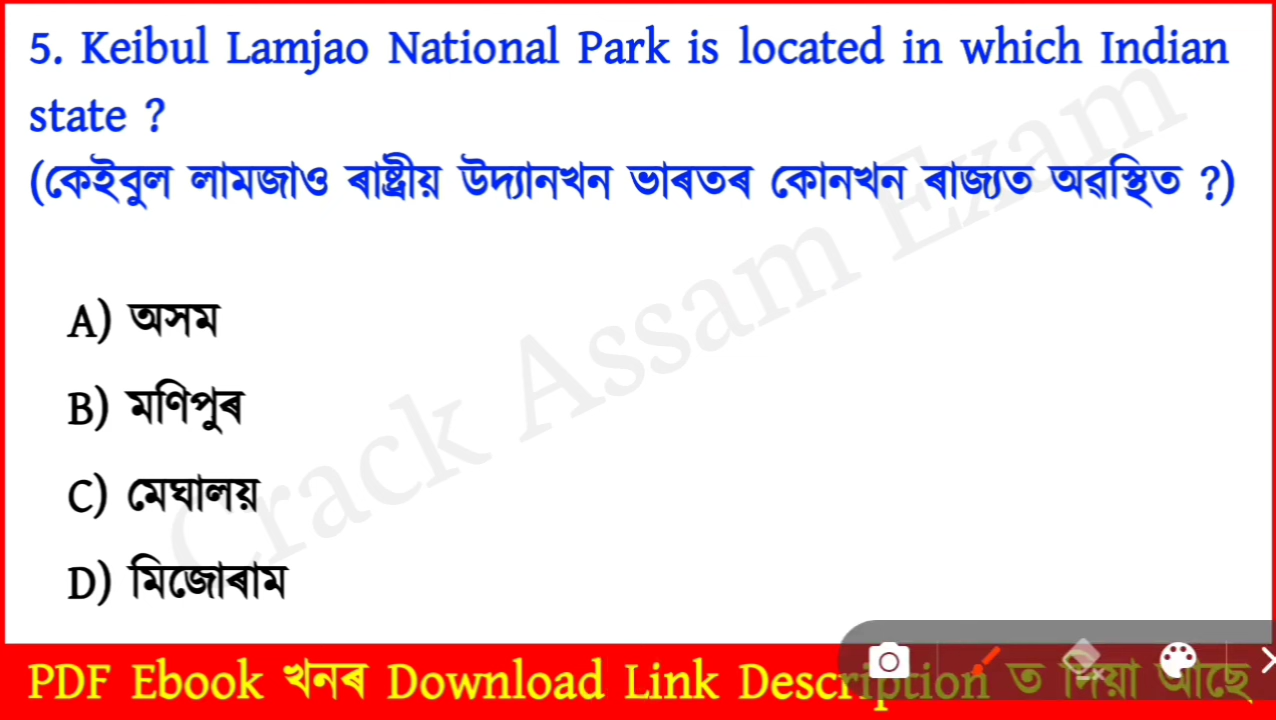 5. Keibul Lamjao National Park is located in which Indian
state ?
(কেইবুল লামজাও ৰাষ্ট্ৰীয় উদ্যানখন ভাৰতৰ কোনখন ৰাজ্যত অৱস্থিত ?)
A) অসম
B) মণিপুৰ
C) মেঘালয়
D) মিজোৰাম
Crack Assam Exam
PDF Ebook খনৰ Download Link Description ত দিয়া আছে